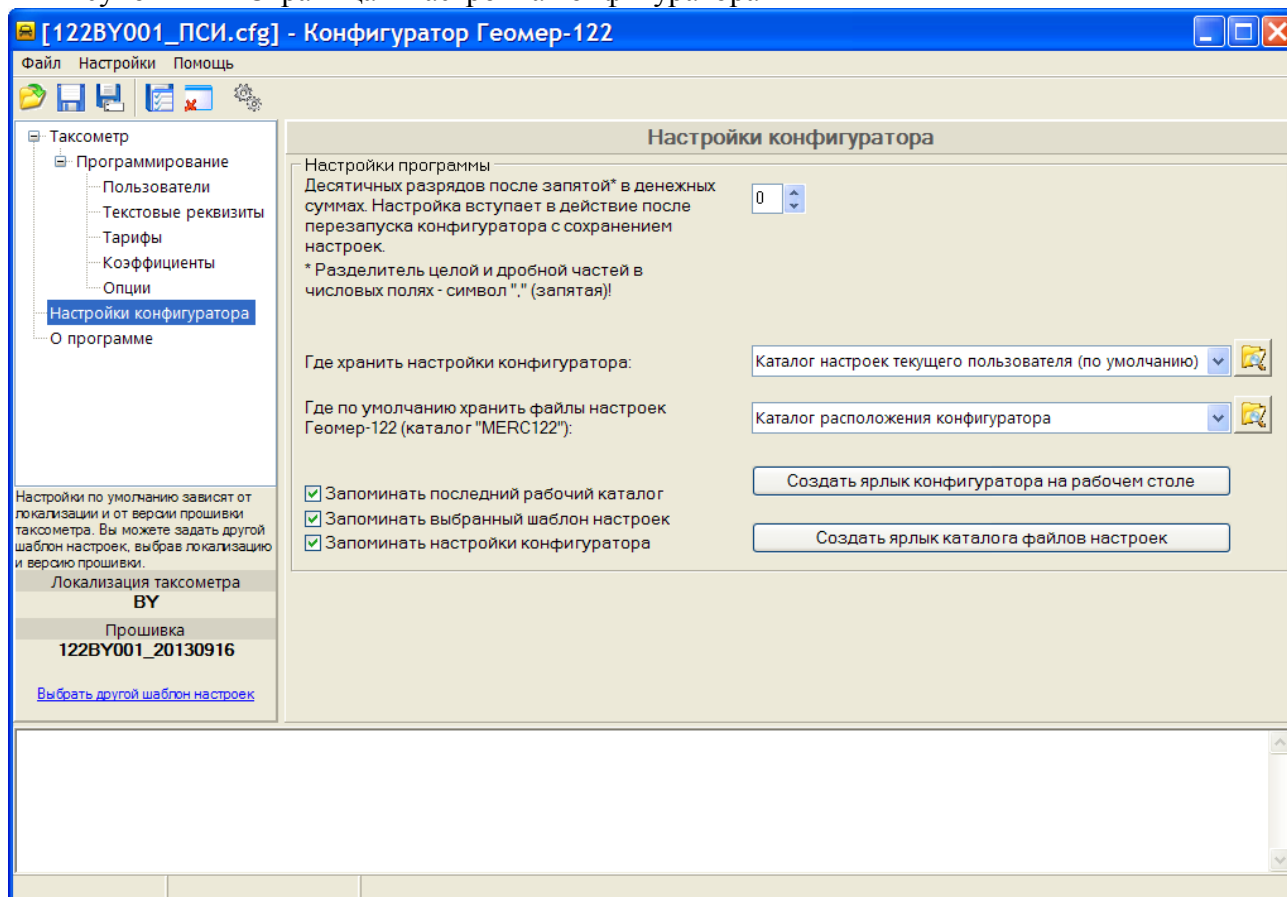 [122BY001_ПСИ.cfg] - Конфигуратор Геомер-122
Файл Настройки Помощь
Таксометр
Программирование
Пользователи
Текстовые реквизиты
Тарифы
Коэффициенты
Опции
Настройки конфигуратора
О программе
Настройки по умолчанию зависят от
локализации и от версии прошивки
таксометра. Вы можете задать другой
шаблон настроек, выбрав локализацию
и версию прошивки.
Локализация таксометра
BY
Прошивка
122BY001_20130916
Выбрать другой шаблон настроек
Настройки конфигуратора
Настройки программы
Десятичных разрядов после запятой* в денежных
суммах. Настройка вступает в действие после
перезапуска конфигуратора с сохранением
настроек.
0
* Разделитель целой и дробной частей в
числовых полях - символ "," (запятая)!
Где хранить настройки конфигуратора:
Каталог настроек текущего пользователя (по умолчанию)
Где по умолчанию хранить файлы настроек
Геомер-122 (каталог "MERC122"):
Каталог расположения конфигуратора
Запоминать последний рабочий каталог
Запоминать выбранный шаблон настроек
Запоминать настройки конфигуратора
Создать ярлык конфигуратора на рабочем столе
Создать ярлык каталога файлов настроек